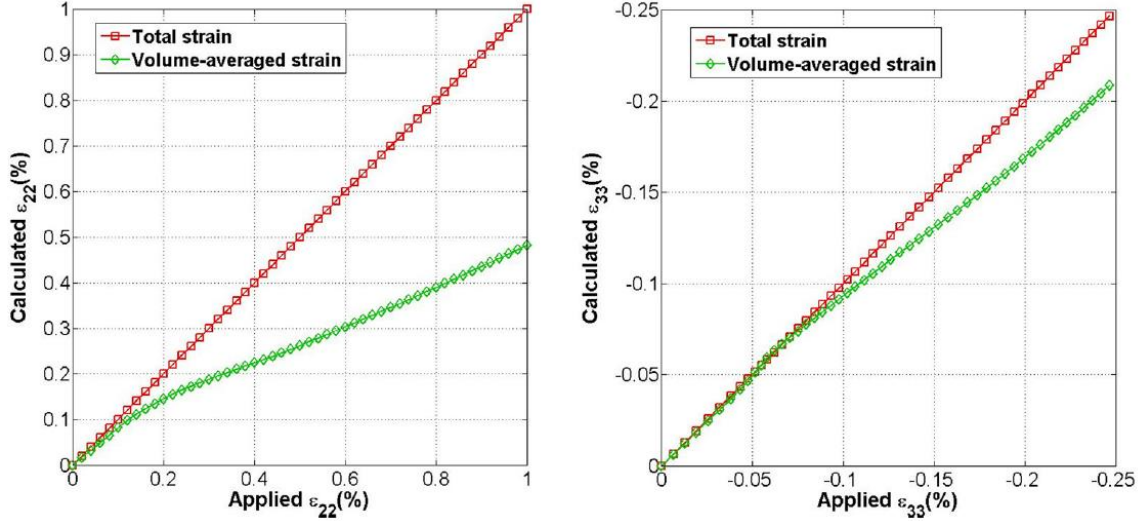 Calculated ε22(%)
1
0.9
0.8
0.7
0.6
0.5
0.4
0.3
0.2
0.1
0
Total strain
Volume-averaged strain
0 0.2 0.4 0.6 0.8 1
Applied ε22(%)
Calculated ε33(%)
-0.25
-0.2
-0.15
-0.1
-0.05
0
Total strain
Volume-averaged strain
0 -0.05 -0.1 -0.15 -0.2 -0.25
Applied ε33(%)